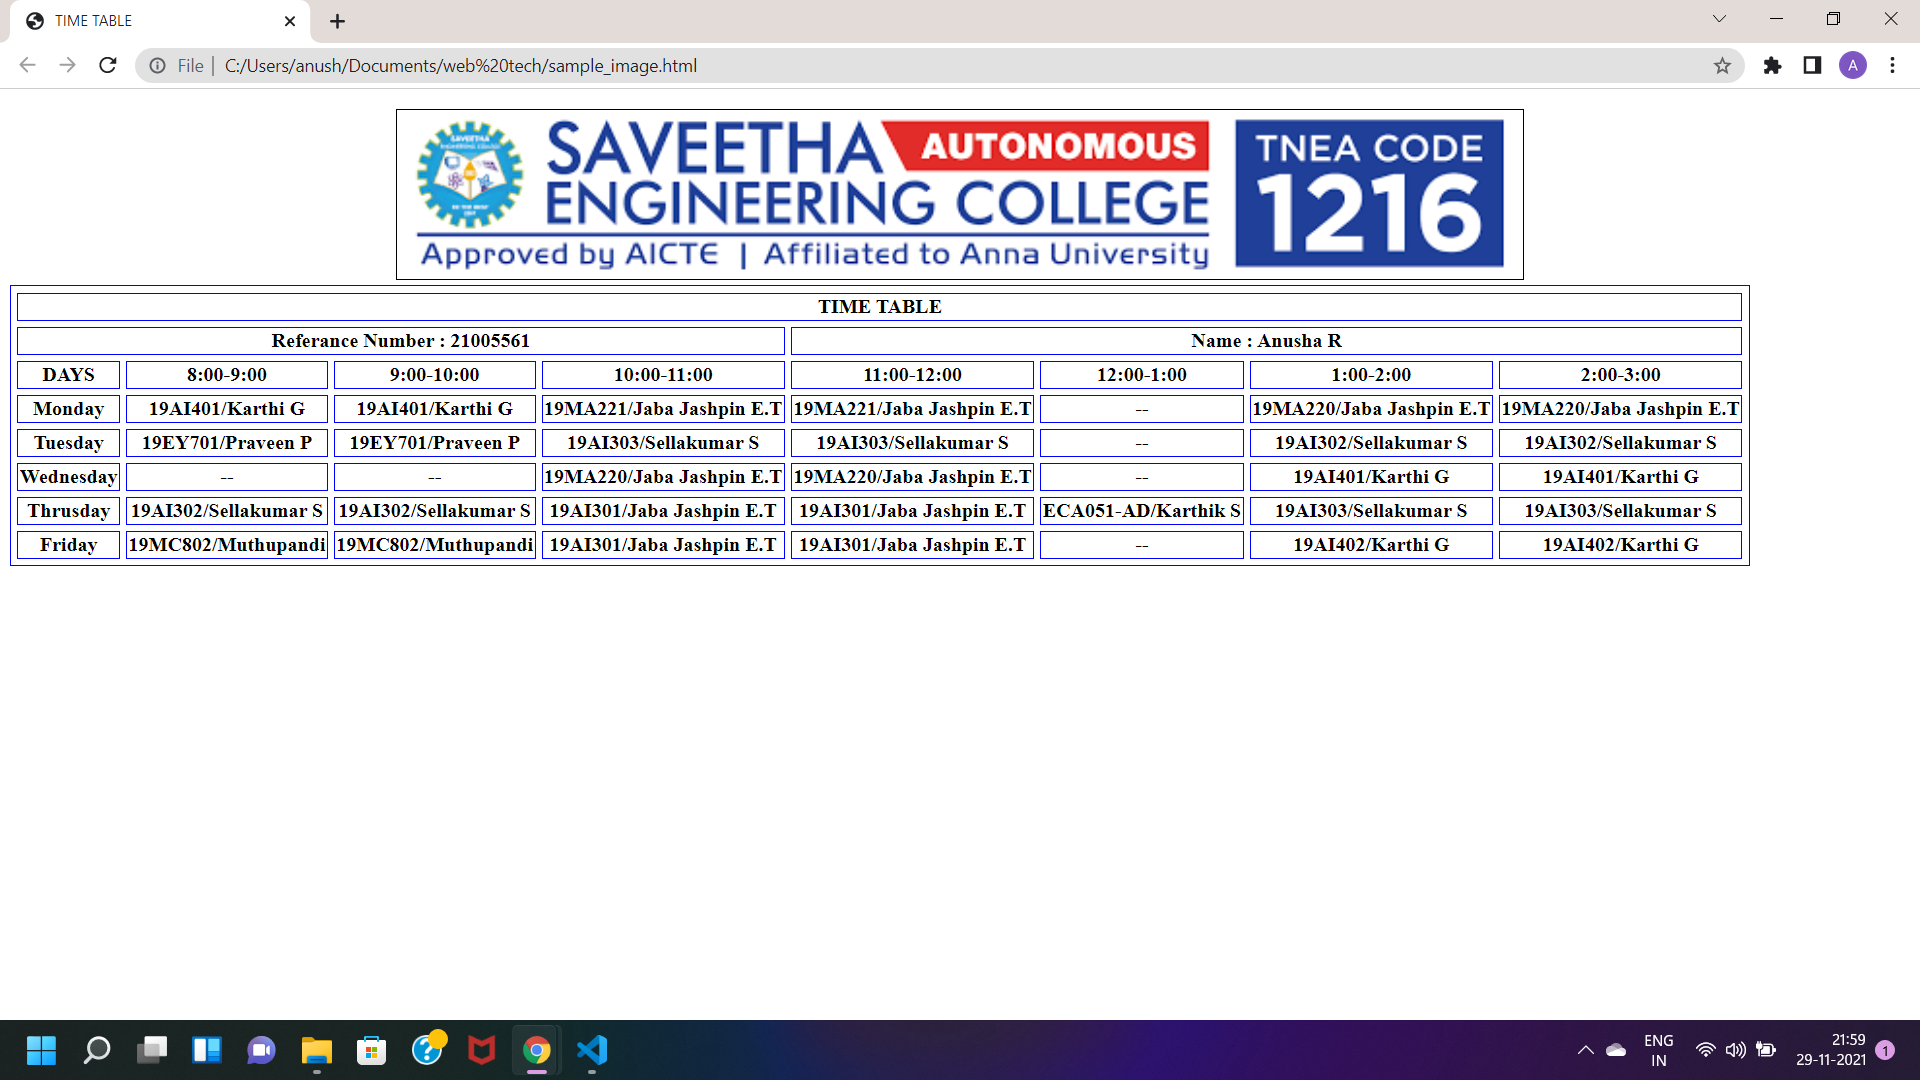 TIME TABLE
File | C:/Users/anush/Documents/web%20tech/sample_image.html
A
SAVEETHA AUTONOMOUS
ENGINEERING COLLEGE
Approved by AICTE | Affiliated to Anna University
TNEA CODE
1216
TIME TABLE
Referance Number : 21005561 Name : Anusha R
DAYS 8:00-9:00 9:00-10:00 10:00-11:00 11:00-12:00 12:00-1:00 1:00-2:00 2:00-3:00
Monday 19AI401/Karthi G 19AI401/Karthi G 19MA221/Jaba Jashpin E.T 19MA221/Jaba Jashpin E.T -- 19MA220/Jaba Jashpin E.T 19MA220/Jaba Jashpin E.T
Tuesday 19EY701/Praveen P 19EY701/Praveen P 19AI303/Sellakumar S 19AI303/Sellakumar S -- 19AI302/Sellakumar S 19AI302/Sellakumar S
Wednesday -- -- 19MA220/Jaba Jashpin E.T 19MA220/Jaba Jashpin E.T -- 19AI401/Karthi G 19AI401/Karthi G
Thrusday 19AI302/Sellakumar S 19AI302/Sellakumar S 19AI301/Jaba Jashpin E.T 19AI301/Jaba Jashpin E.T ECA051-AD/Karthik S 19AI303/Sellakumar S 19AI303/Sellakumar S
Friday 19MC802/Muthupandi 19MC802/Muthupandi 19AI301/Jaba Jashpin E.T 19AI301/Jaba Jashpin E.T -- 19AI402/Karthi G 19AI402/Karthi G
ENG
IN
21:59
29-11-2021
1